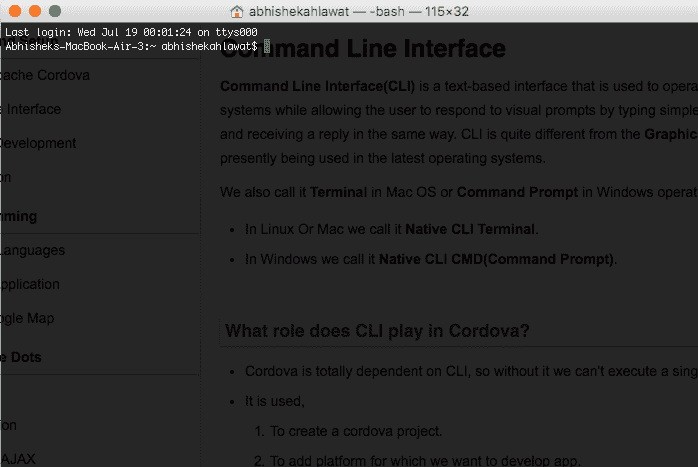 abhishekahlawat — -bash — 115×32
Last login: Wed Jul 19 00:01:24 on ttys000
Abhisheks-MacBook-Air-3:~ abhishekahlawat$
Command Line Interface
ache Cordova
e Interface
Development
on
ming
Languages
Application
ogle Map
e Dots
ion
AJAX
Command Line Interface(CLI) is a text-based interface that is used to opera
systems while allowing the user to respond to visual prompts by typing simple
and receiving a reply in the same way. CLI is quite different from the Graphic
presently being used in the latest operating systems.
We also call it Terminal in Mac OS or Command Prompt in Windows operat
• In Linux Or Mac we call it Native CLI Terminal.
• In Windows we call it Native CLI CMD(Command Prompt).
What role does CLI play in Cordova?
• Cordova is totally dependent on CLI, so without it we can't execute a sing
• It is used,
1. To create a cordova project.
2. To add platform for which we want to develop app.